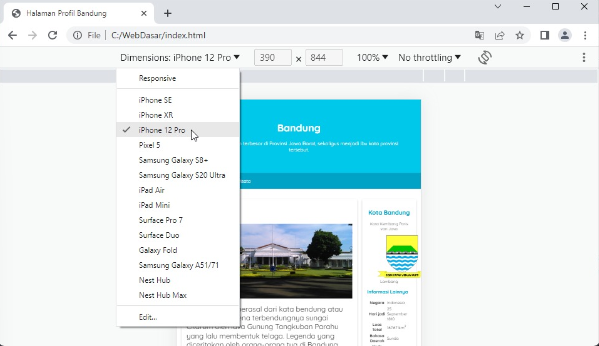 Halaman Profil Bandung
File
C:/WebDasar/index.html
Dimensions: iPhone 12 Pro
390 × 844
100%
No throttling
Responsive
iPhone SE
iPhone XR
iPhone 12 Pro
Pixel 5
Samsung Galaxy S8+
Samsung Galaxy S20 Ultra
iPad Air
iPad Mini
Surface Pro 7
Surface Duo
Galaxy Fold
Samsung Galaxy A51/71
Nest Hub
Nest Hub Max
Edit...
Bandung
terbesar di Provinsi Jawa Barat, sekaligus menjadi ibu kota provinsi
tersebut.
Kota Bandung
Lambang
Informasi Lainnya
Negara
Hari jadi
Luas
Total
Bahasa
Sunda
berasal dari kata bendung atau
terbendungnya sungai
Gunung Tangkuban Parahu
yang lalu membentuk telaga. Legenda yang
diceritakan oleh orang-orang tua di Bandung